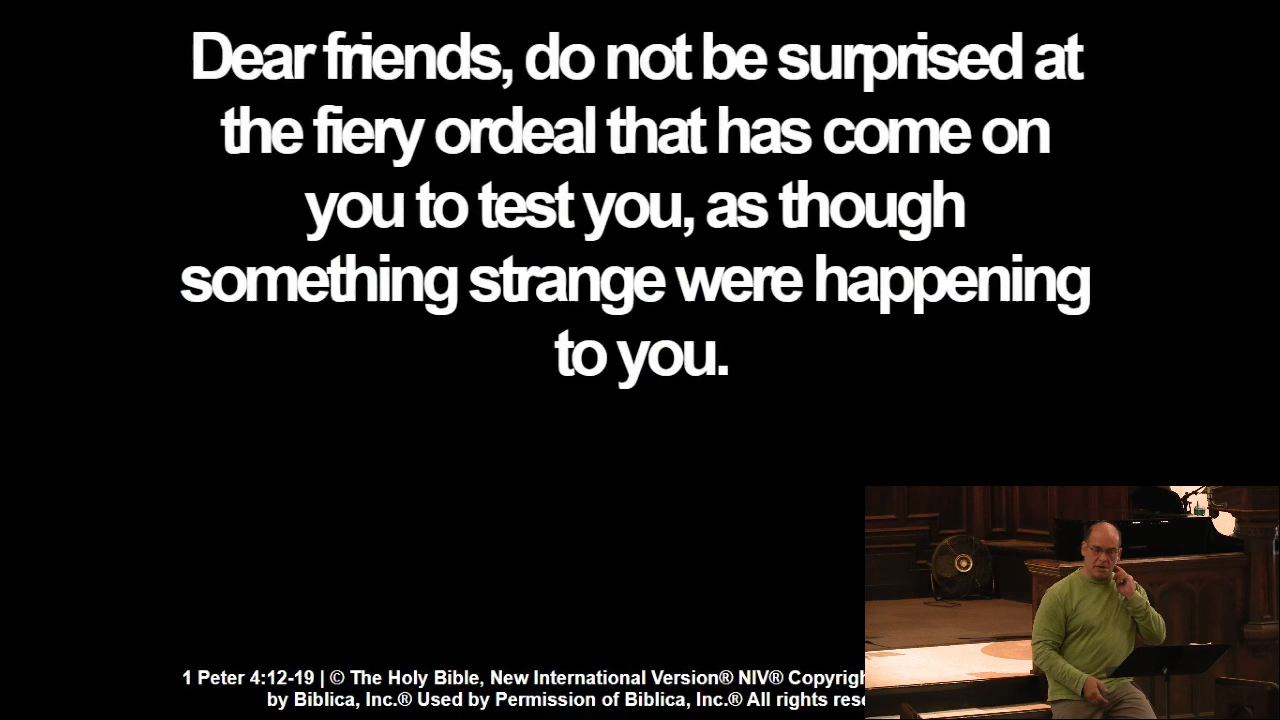 Dear friends, do not be surprised at
the fiery ordeal that has come on
you to test you, as though
something strange were happening
to you.
1 Peter 4:12-19 | © The Holy Bible, New International Version® NIV®
by Biblica, Inc.® Used by Permission of Biblica, Inc.® All rights